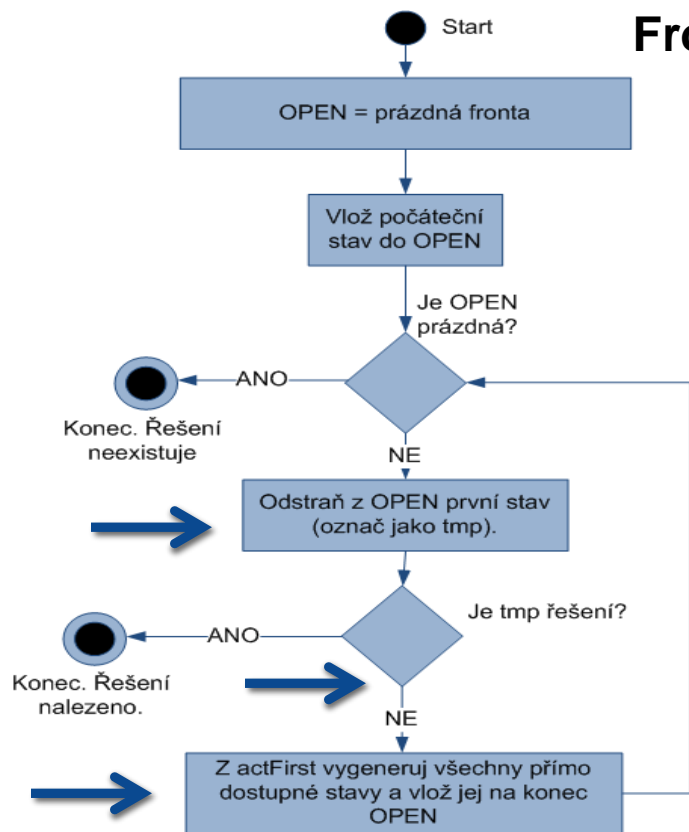 Start
OPEN = prázdná fronta
Vlož počáteční
stav do OPEN
Je OPEN
prázdná?
ANO
Konec. Řešení
neexistuje
NE
Odstraň z OPEN první stav
(označ jako tmp).
Je tmp řešení?
ANO
Konec. Řešení
nalezeno.
NE
Z actFirst vygeneruj všechny přímo
dostupné stavy a vlož jej na konec
OPEN